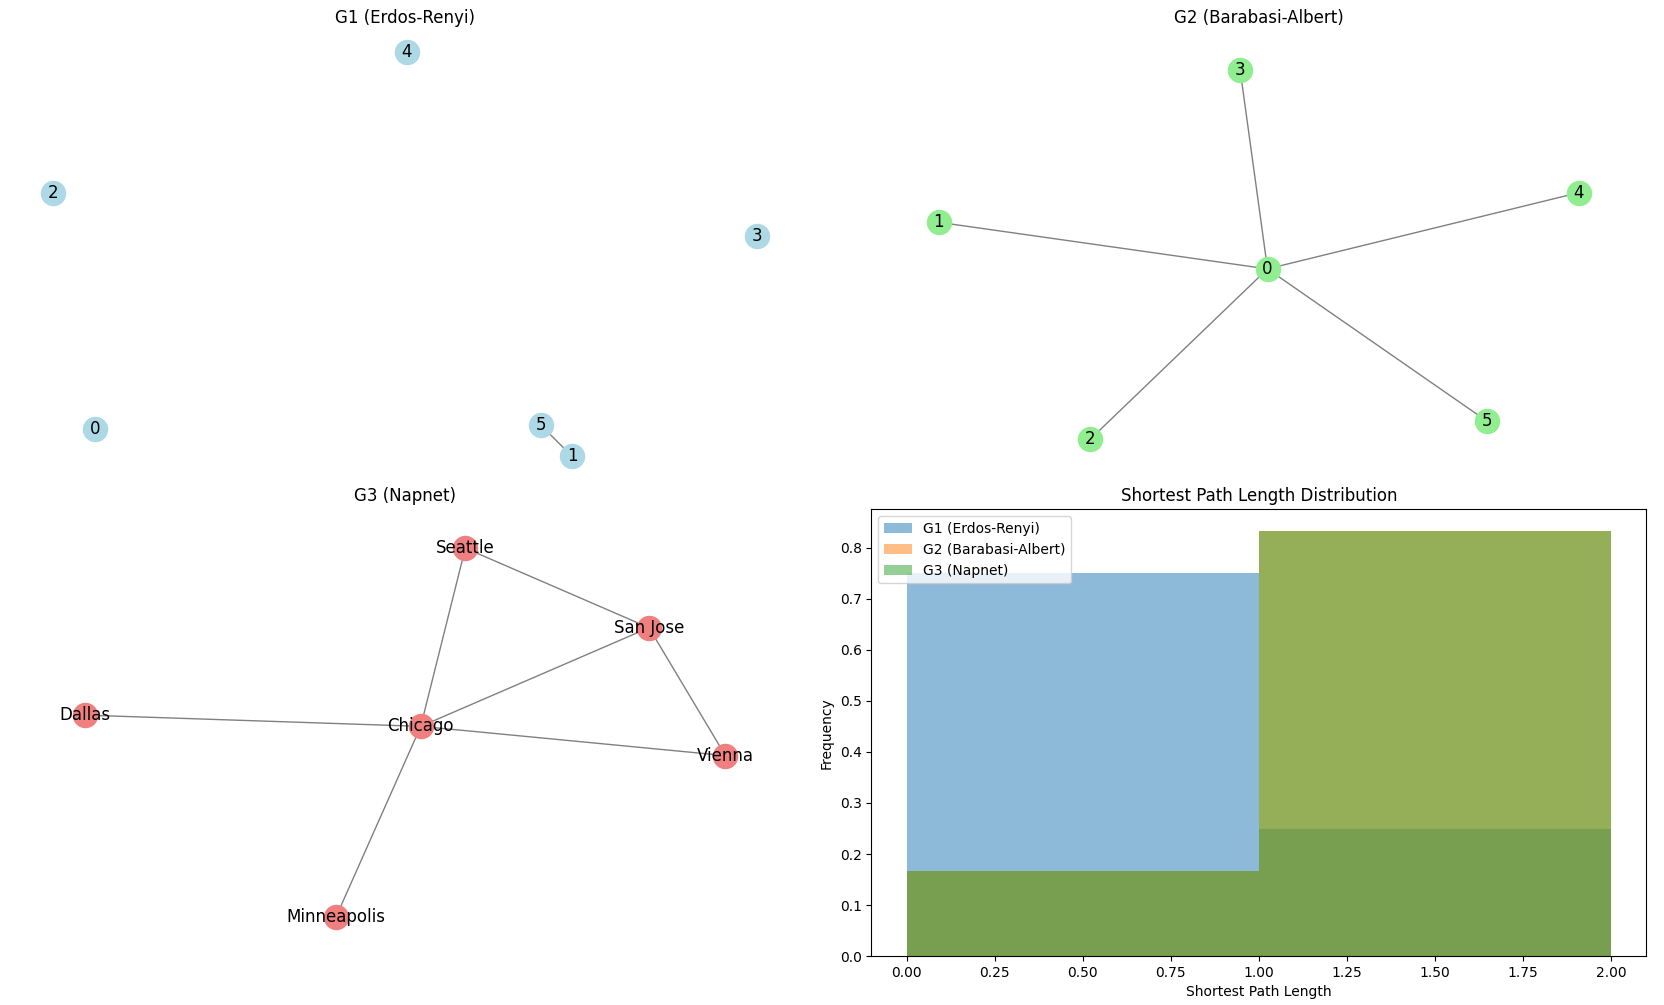 G1 (Erdos-Renyi)
4
2
3
0
5
1
G2 (Barabasi-Albert)
3
4
1
0
5
2
G3 (Napnet)
Seattle
San Jose
Dallas
Chicago
Vienna
Minneapolis
Shortest Path Length Distribution
G1 (Erdos-Renyi)
G2 (Barabasi-Albert)
G3 (Napnet)
Frequency
0.8
0.7
0.6
0.5
0.4
0.3
0.2
0.1
0.0
0.00 0.25 0.50 0.75 1.00 1.25 1.50 1.75 2.00
Shortest Path Length